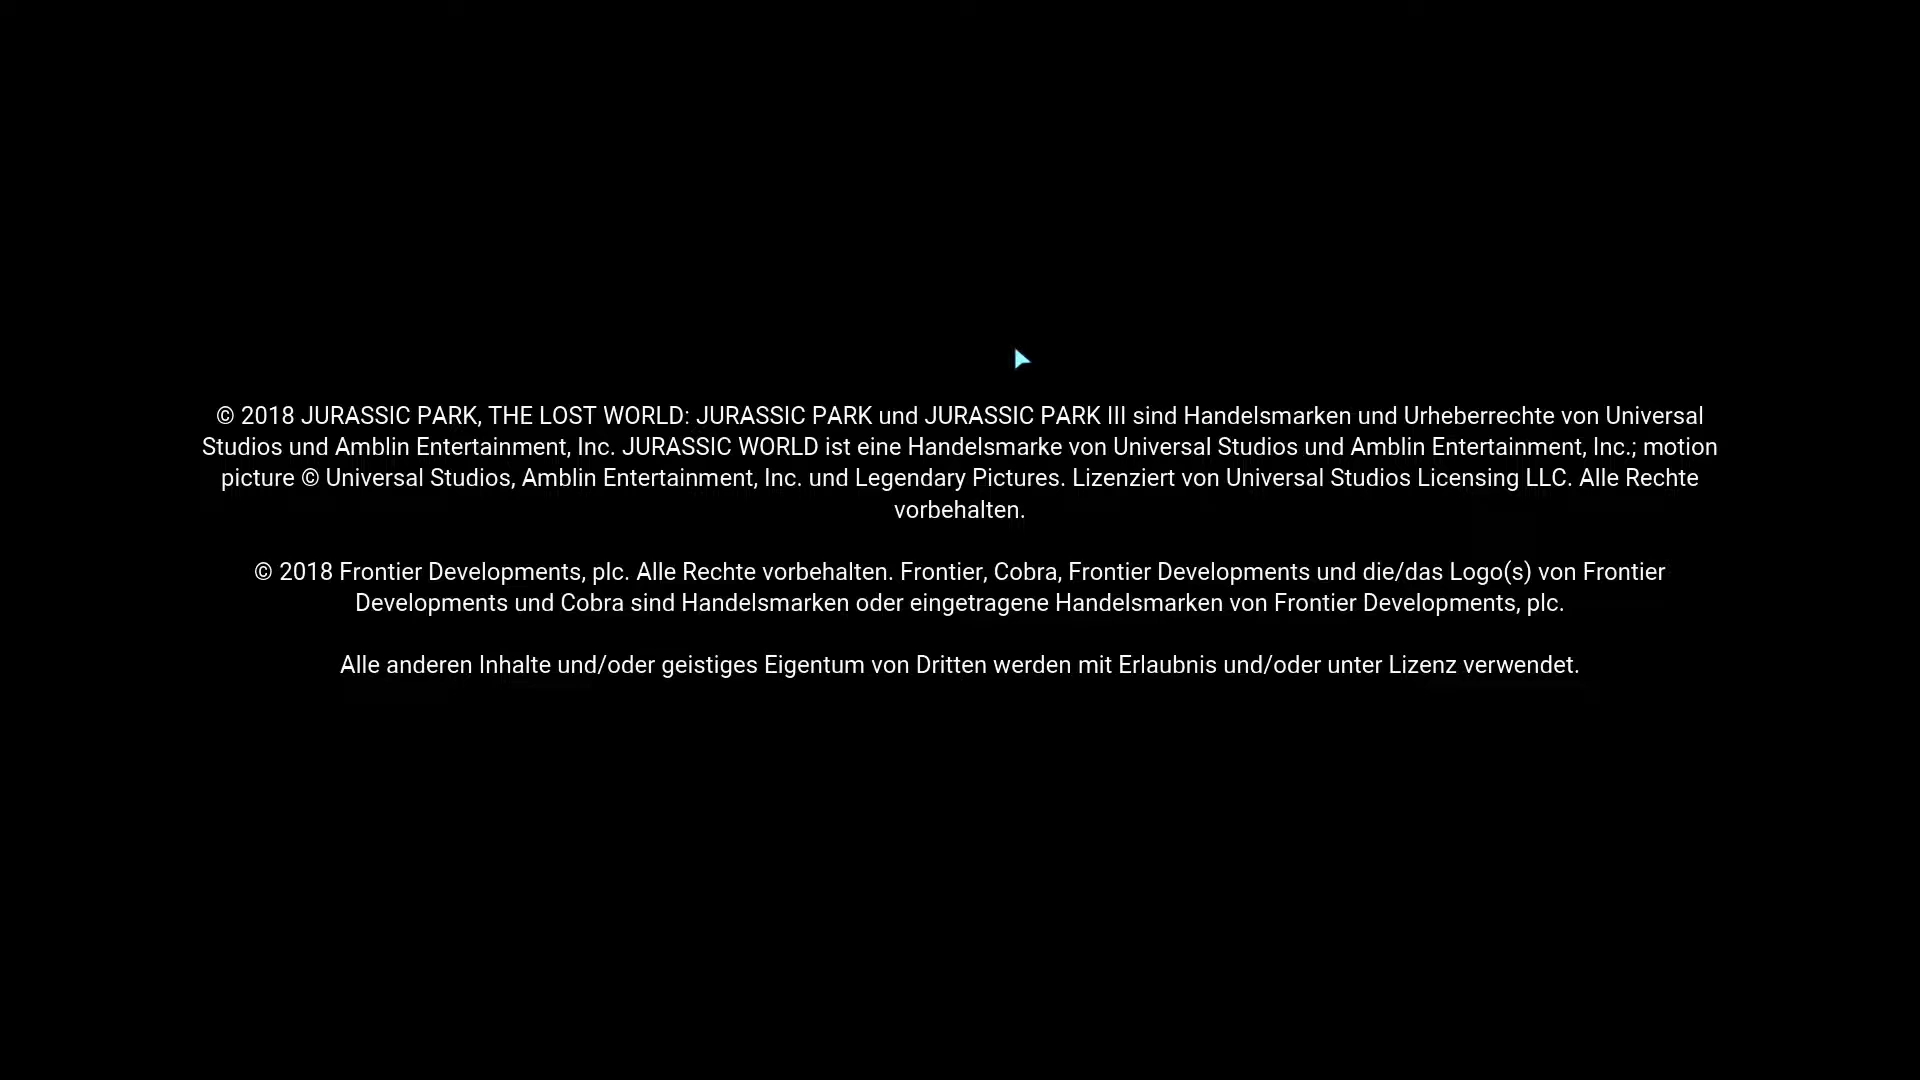 © 2018 JURASSIC PARK, THE LOST WORLD: JURASSIC PARK und JURASSIC PARK III sind Handelsmarken und Urheberrechte von Universal
Studios und Amblin Entertainment, Inc. JURASSIC WORLD ist eine Handelsmarke von Universal Studios und Amblin Entertainment, Inc.; motion
picture © Universal Studios, Amblin Entertainment, Inc. und Legendary Pictures. Lizenziert von Universal Studios Licensing LLC. Alle Rechte
vorbehalten.
© 2018 Frontier Developments, plc. Alle Rechte vorbehalten. Frontier, Cobra, Frontier Developments und die/das Logo(s) von Frontier
Developments und Cobra sind Handelsmarken oder eingetragene Handelsmarken von Frontier Developments, plc.
Alle anderen Inhalte und/oder geistiges Eigentum von Dritten werden mit Erlaubnis und/oder unter Lizenz verwendet.